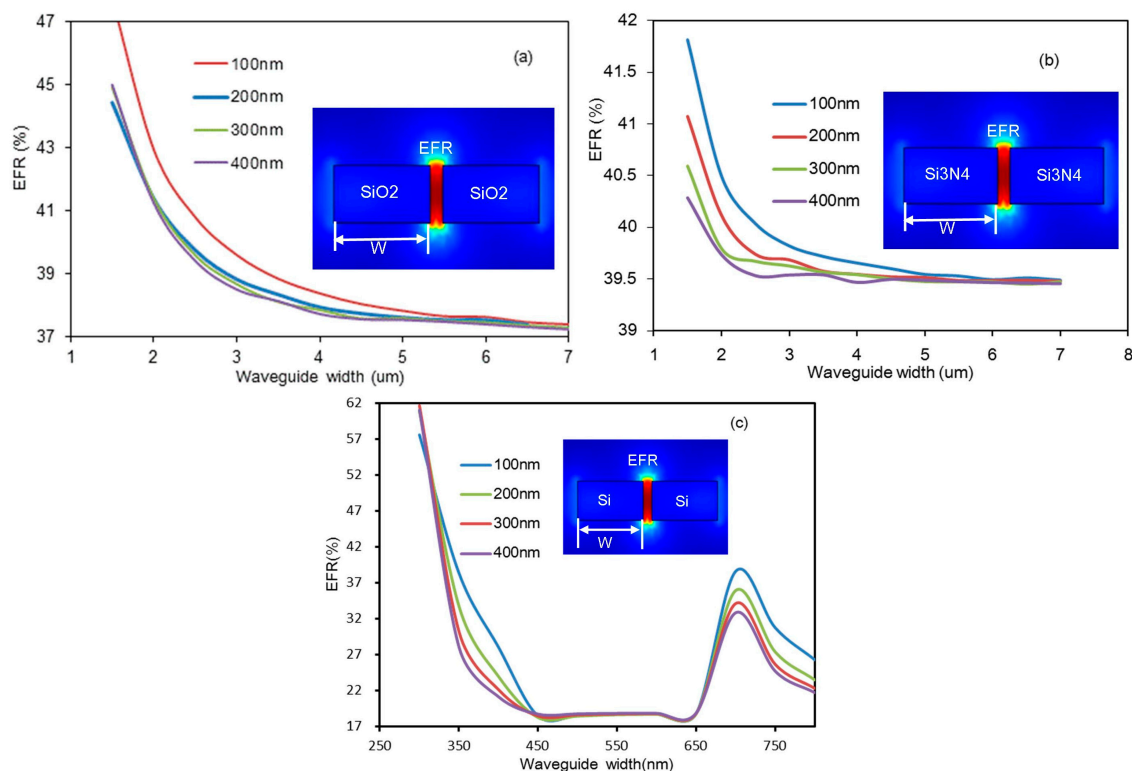 47
45
43
41
39
37
EFR (%)
1 2 3 4 5 6 7
Waveguide width (um)
100nm
200nm
300nm
400nm
(a)
EFR
SiO2 SiO2
W
42
41.5
41
40.5
40
39.5
39
EFR (%)
1 2 3 4 5 6 7 8
Waveguide width (um)
100nm
200nm
300nm
400nm
(b)
EFR
Si3N4 Si3N4
W
62
57
52
47
42
37
32
27
22
17
EFR(%)
250 350 450 550 650 750
Waveguide width(nm)
100nm
200nm
300nm
400nm
(c)
EFR
Si Si
W